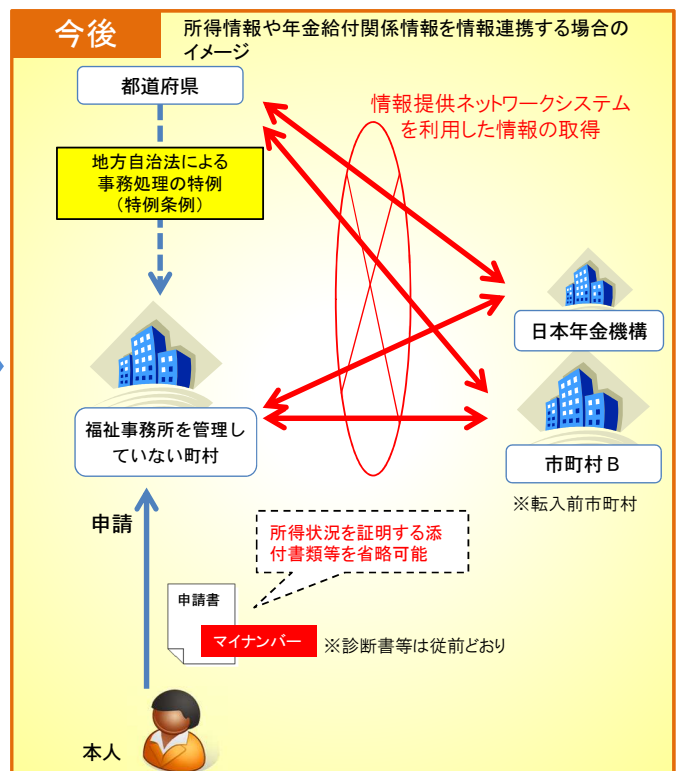 今後
所得情報や年金給付関係情報を情報連携する場合の
イメージ
都道府県
情報提供ネットワークシステム
を利用した情報の取得
地方自治法による
事務処理の特例
（特例条例）
日本年金機構
福祉事務所を管理し
ていない町村
市町村Ｂ
※転入前市町村
申請
所得状況を証明する添
付書類等を省略可能
申請書
マイナンバー
※診断書等は従前どおり
本人